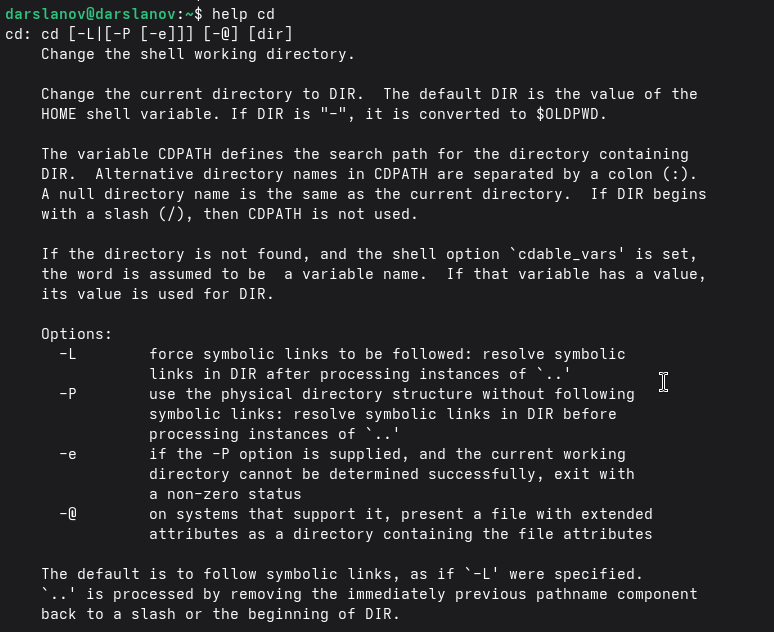 darslanov@darslanov:~$ help cd
cd: cd [-L|[-P [-e]]] [-@] [dir]
    Change the shell working directory.

    Change the current directory to DIR.  The default DIR is the value of the
    HOME shell variable. If DIR is "-", it is converted to $OLDPWD.

    The variable CDPATH defines the search path for the directory containing
    DIR.  Alternative directory names in CDPATH are separated by a colon (:).
    A null directory name is the same as the current directory.  If DIR begins
    with a slash (/), then CDPATH is not used.

    If the directory is not found, and the shell option `cdable_vars' is set,
    the word is assumed to be  a variable name.  If that variable has a value,
    its value is used for DIR.

    Options:
      -L        force symbolic links to be followed: resolve symbolic
                links in DIR after processing instances of `..'
      -P        use the physical directory structure without following
                symbolic links: resolve symbolic links in DIR before
                processing instances of `..'
      -e        if the -P option is supplied, and the current working
                directory cannot be determined successfully, exit with
                a non-zero status
      -@        on systems that support it, present a file with extended
                attributes as a directory containing the file attributes

    The default is to follow symbolic links, as if `-L' were specified.
    `..' is processed by removing the immediately previous pathname component
    back to a slash or the beginning of DIR.